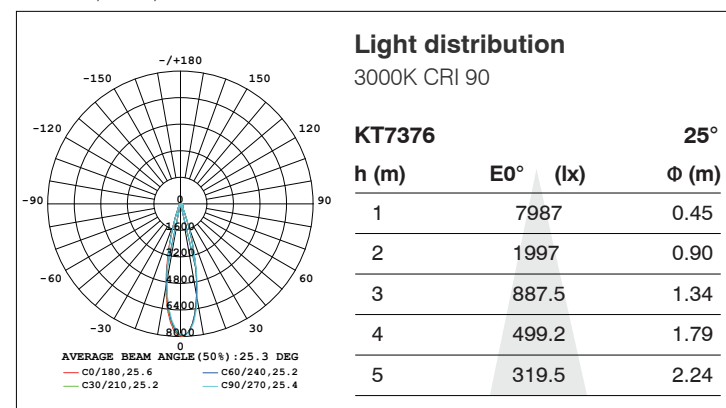 Light distribution
3000K CRI 90
-/+180
-150 150
-120 120
-90 90
-60 60
-30 30
0
0
1600
3200
4800
6400
8000
AVERAGE BEAM ANGLE(50%):25.3 DEG
C0/180,25.6 C60/240,25.2
C30/210,25.2 C90/270,25.4
KT7376 25°
h (m) E0° (lx) Φ (m)
1 7987 0.45
2 1997 0.90
3 887.5 1.34
4 499.2 1.79
5 319.5 2.24